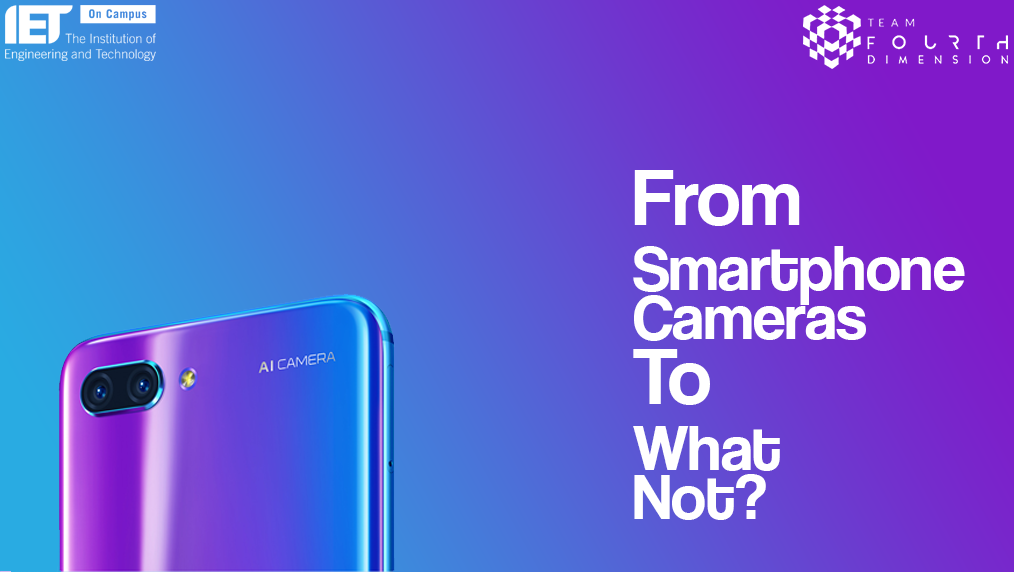 IET On Campus
The Institution of
Engineering and Technology
TEAM
FOURTH
DIMENSION
From
Smartphone
Cameras
To
What
Not?
AI CAMERA